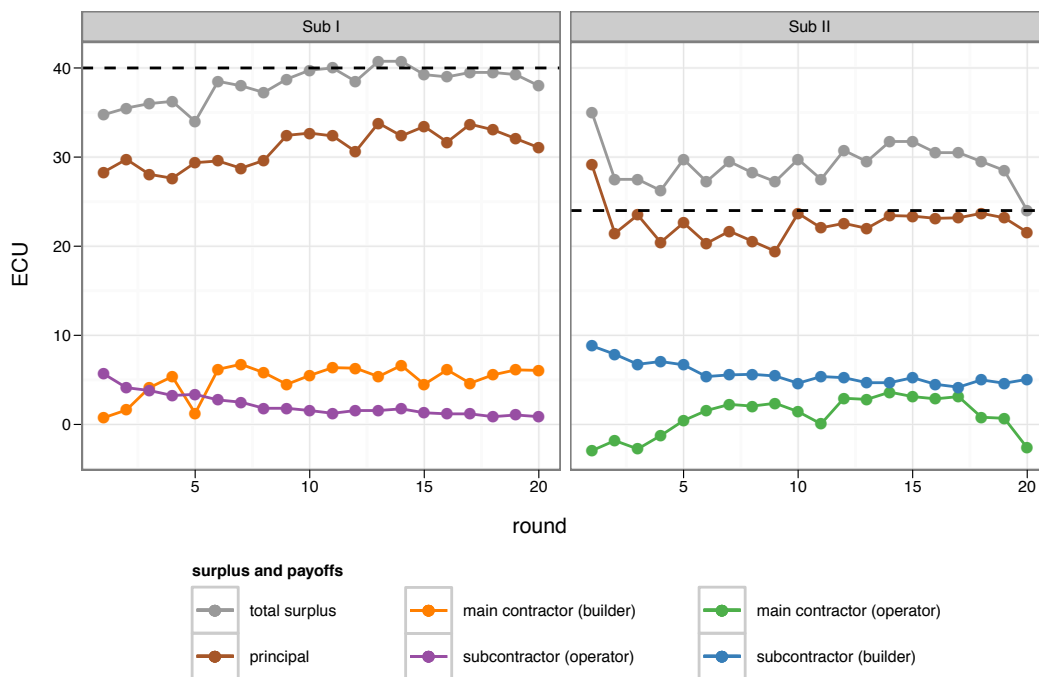 Sub I
Sub II
ECU
40
30
20
10
0
5
10
15
20
5
10
15
20
round
surplus and payoffs
total surplus
main contractor (builder)
main contractor (operator)
principal
subcontractor (operator)
subcontractor (builder)